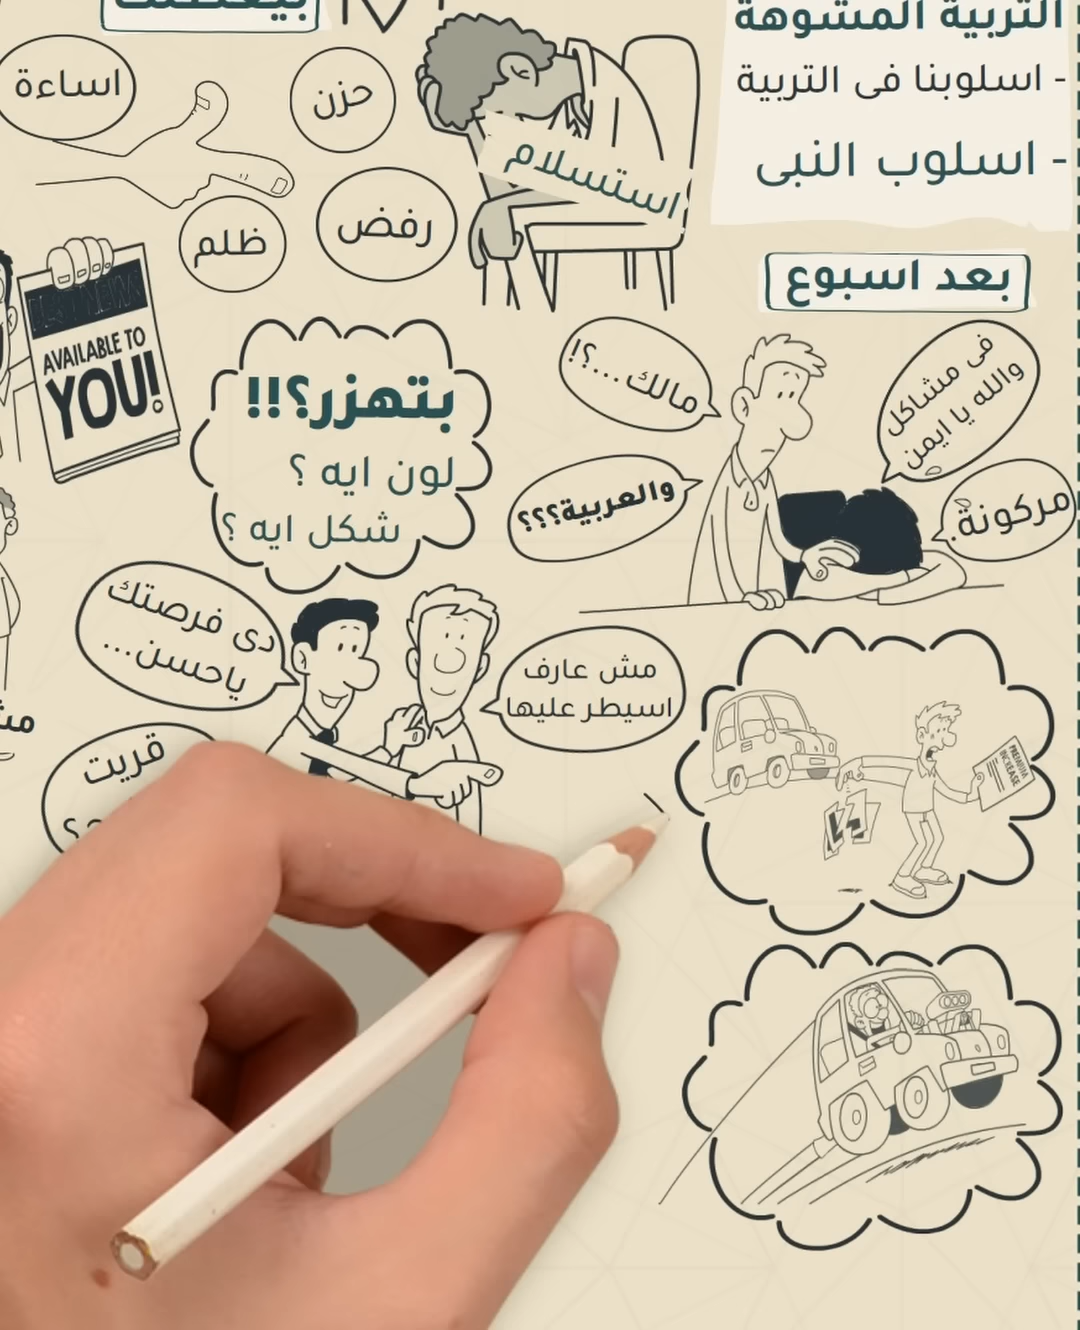 التربية المشوهة
- اسلوبنا فى التربية
- اسلوب النبى
استسلام
حزن
اساءة
رفض
ظلم
بعد اسبوع
فى مشاكل
والله يا ايمن
مالك...؟!
مركونة.
والعربية؟؟؟
بتهزر؟!!
لون ايه ؟
شكل ايه ؟
AVAILABLE TO
YOU!
دى فرصتك
ياحسن...
مش عارف
اسيطر عليها
قريت
PREMIUM
INCREASE